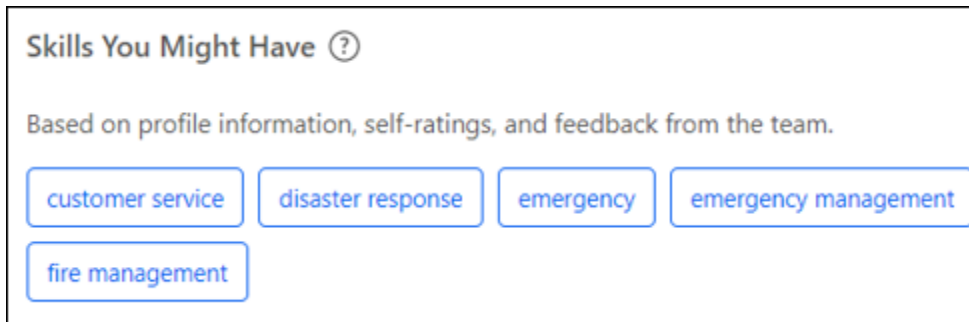 Skills You Might Have ?
Based on profile information, self-ratings, and feedback from the team.
customer service disaster response emergency emergency management
fire management